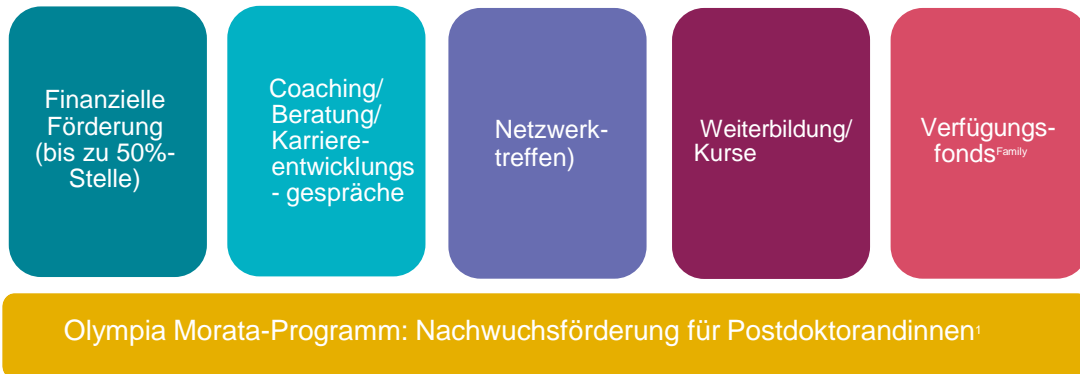 Finanzielle
Förderung
(bis zu 50%-
Stelle)
Coaching/
Beratung/
Karriere-
entwicklungs
- gespräche
Netzwerk-
treffen)
Weiterbildung/
Kurse
Verfügungs-
fondsFamily
Olympia Morata-Programm: Nachwuchsförderung für Postdoktorandinnen¹